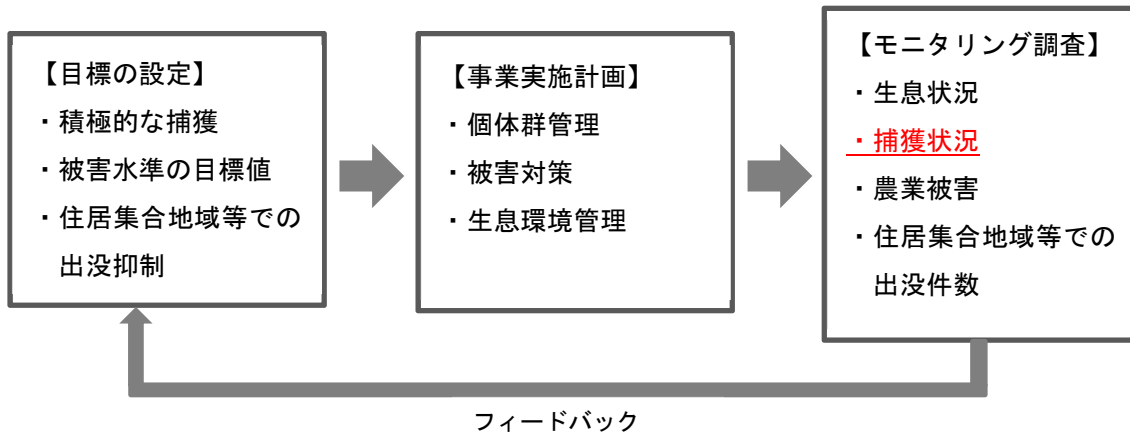 【目標の設定】
・積極的な捕獲
・被害水準の目標値
・住居集合地域等での
出没抑制
【事業実施計画】
・個体群管理
・被害対策
・生息環境管理
【モニタリング調査】
・生息状況
・捕獲状況
・農業被害
・住居集合地域等での
出没件数
フィードバック